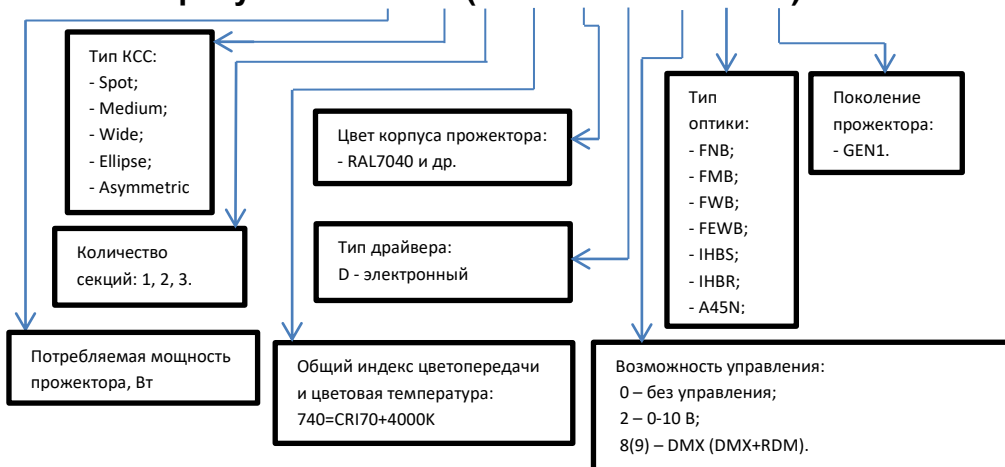 Тип КСС:
- Spot;
- Medium;
- Wide;
- Ellipse;
- Asymmetric
Количество
секций: 1, 2, 3.
Потребляемая мощность
прожектора, Вт
Цвет корпуса прожектора:
- RAL7040 и др.
Тип драйвера:
D - электронный
Общий индекс цветопередачи
и цветовая температура:
740=CRI70+4000K
Тип
оптики:
- FNB;
- FMB;
- FWB;
- FEWB;
- IHBS;
- IHBR;
- A45N;
Поколение
прожектора:
- GEN1.
Возможность управления:
0 – без управления;
2 – 0-10 В;
8(9) – DMX (DMX+RDM).